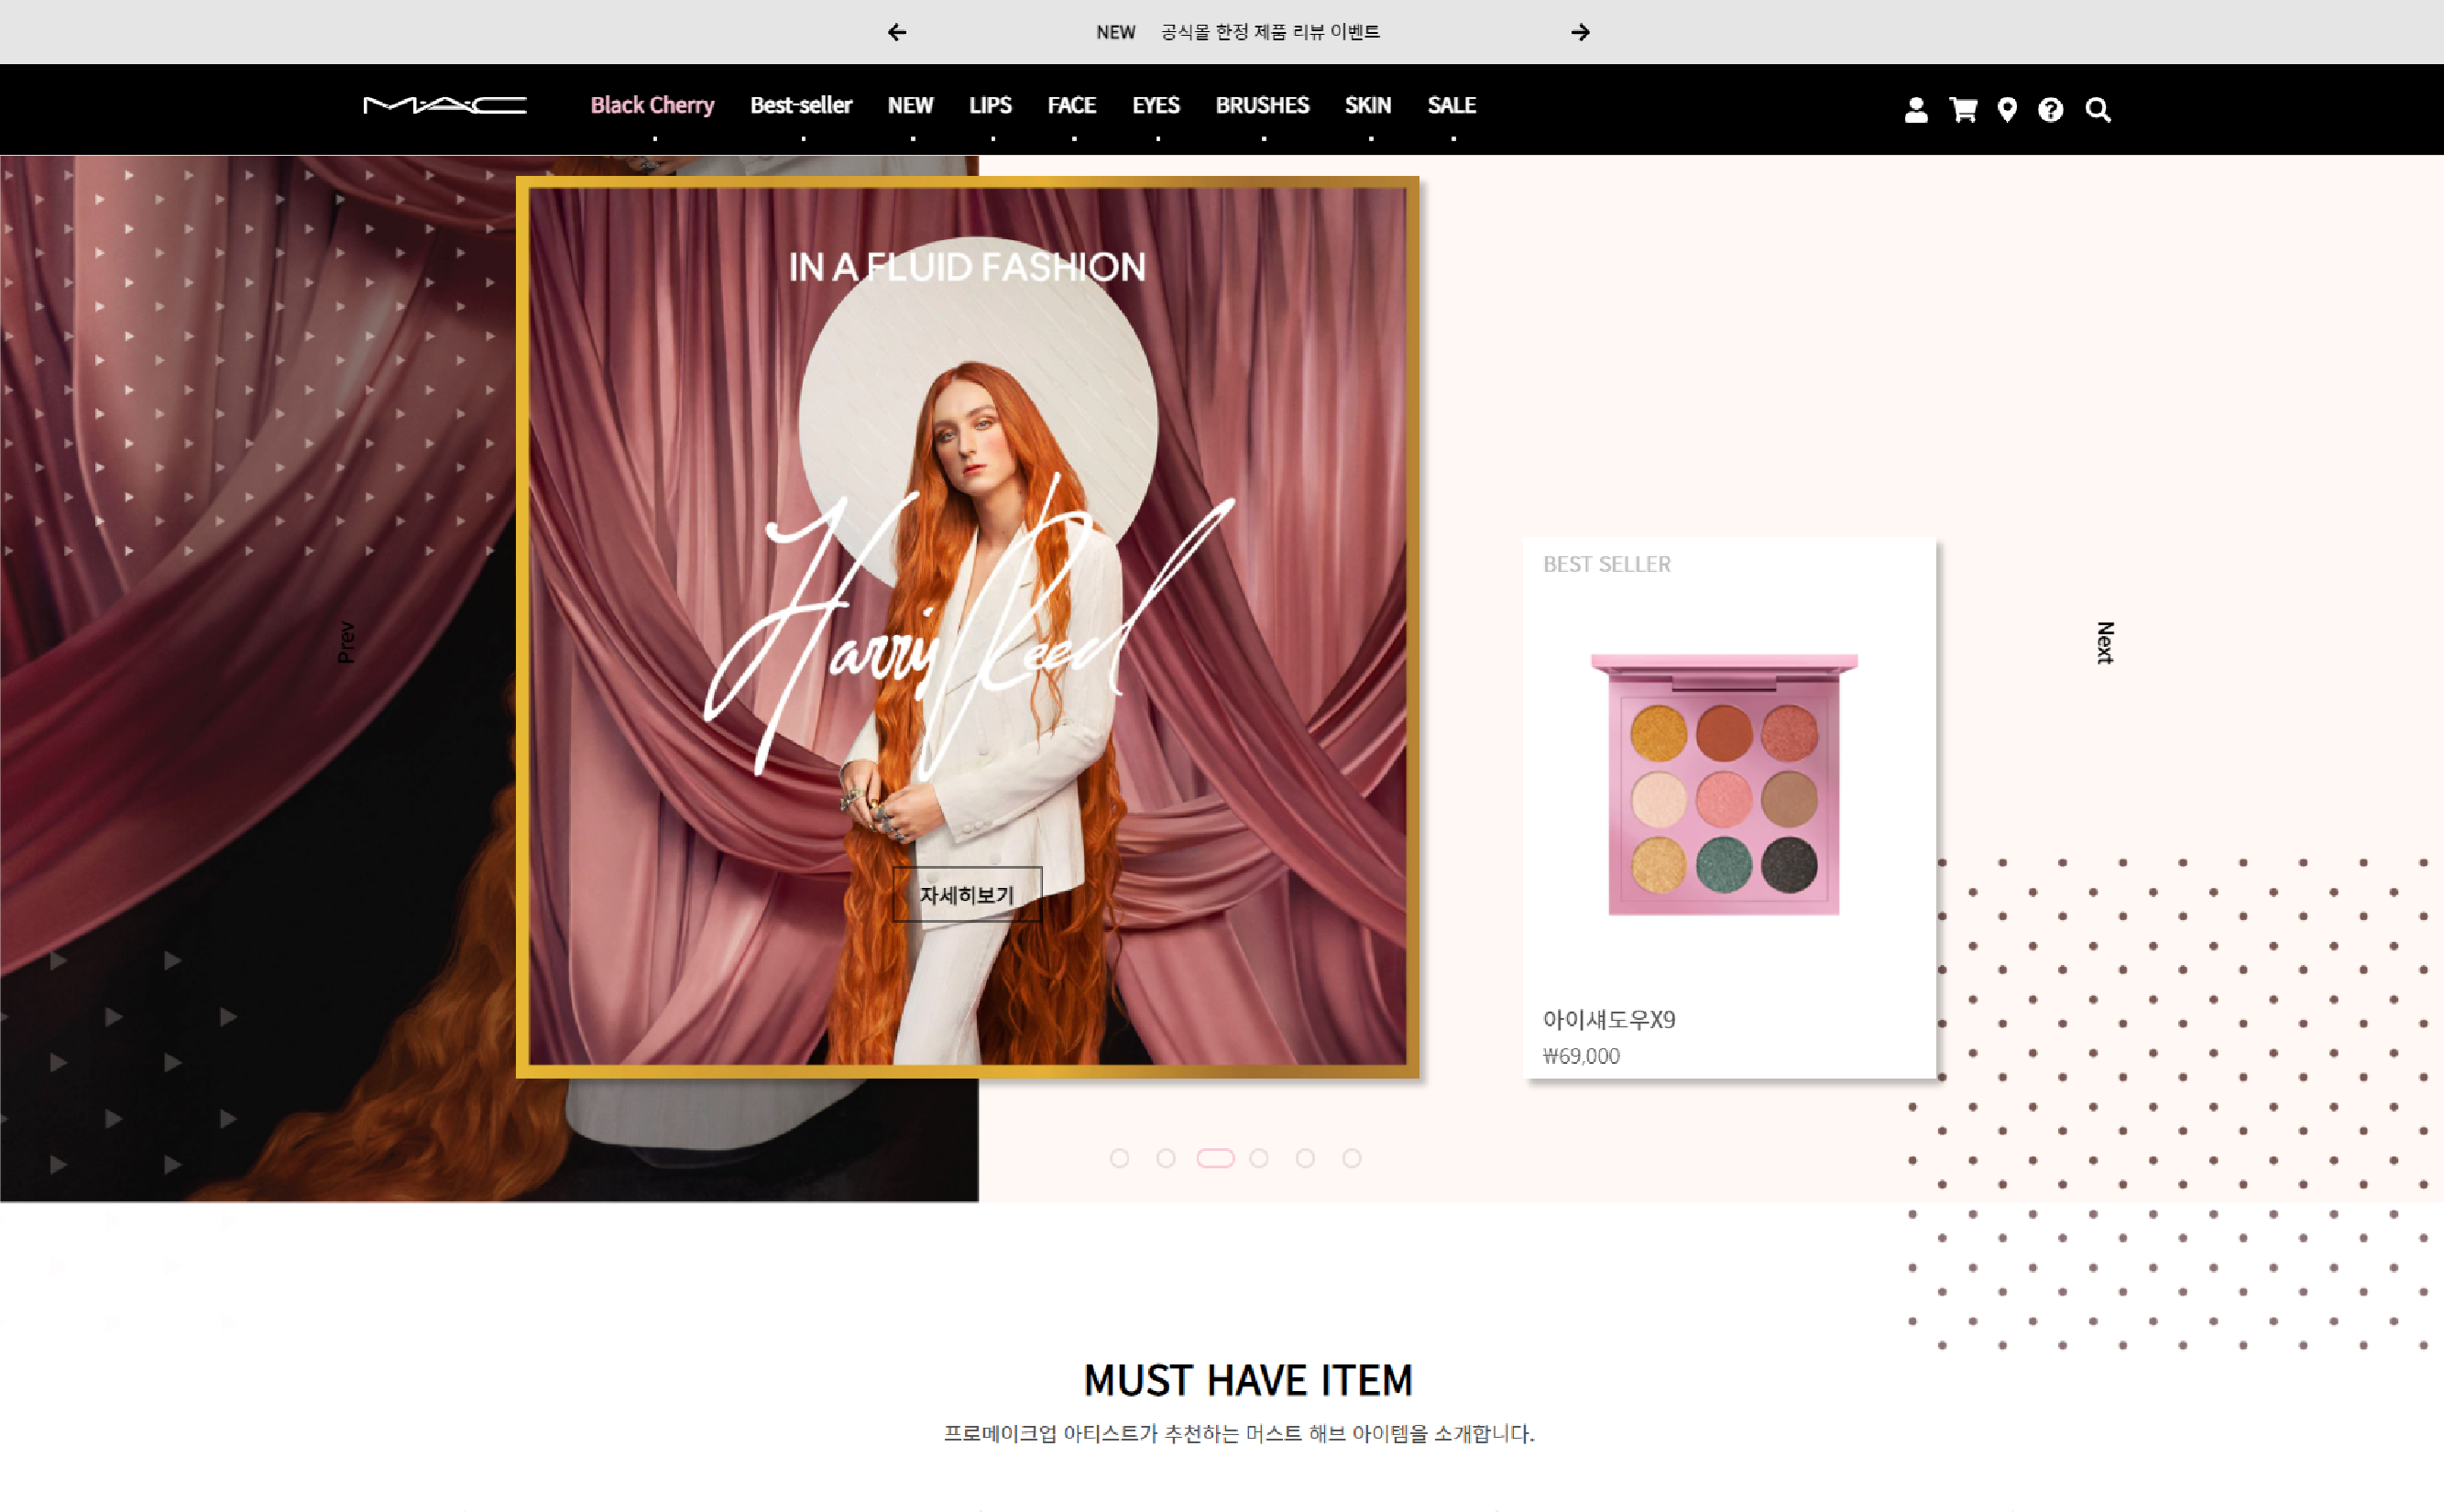 NEW 공식몰 한정 제품 리뷰 이벤트
MAC Black Cherry Best-seller NEW LIPS FACE EYES BRUSHES SKIN SALE
IN A FLUID FASHION
Harris Reed
자세히보기
Prev
BEST SELLER
아이섀도우X9
₩69,000
Next
MUST HAVE ITEM
프로메이크업 아티스트가 추천하는 머스트 해브 아이템을 소개합니다.